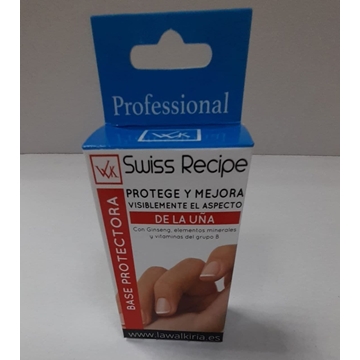 Professional
WK
Swiss Recipe
PROTEGE Y MEJORA
VISIBLEMENTE EL ASPECTO
DE LA UÑA
Con Ginseng, elementos minerales
y vitaminas del grupo B
BASE PROTECTORA
www.lawalkiria.es